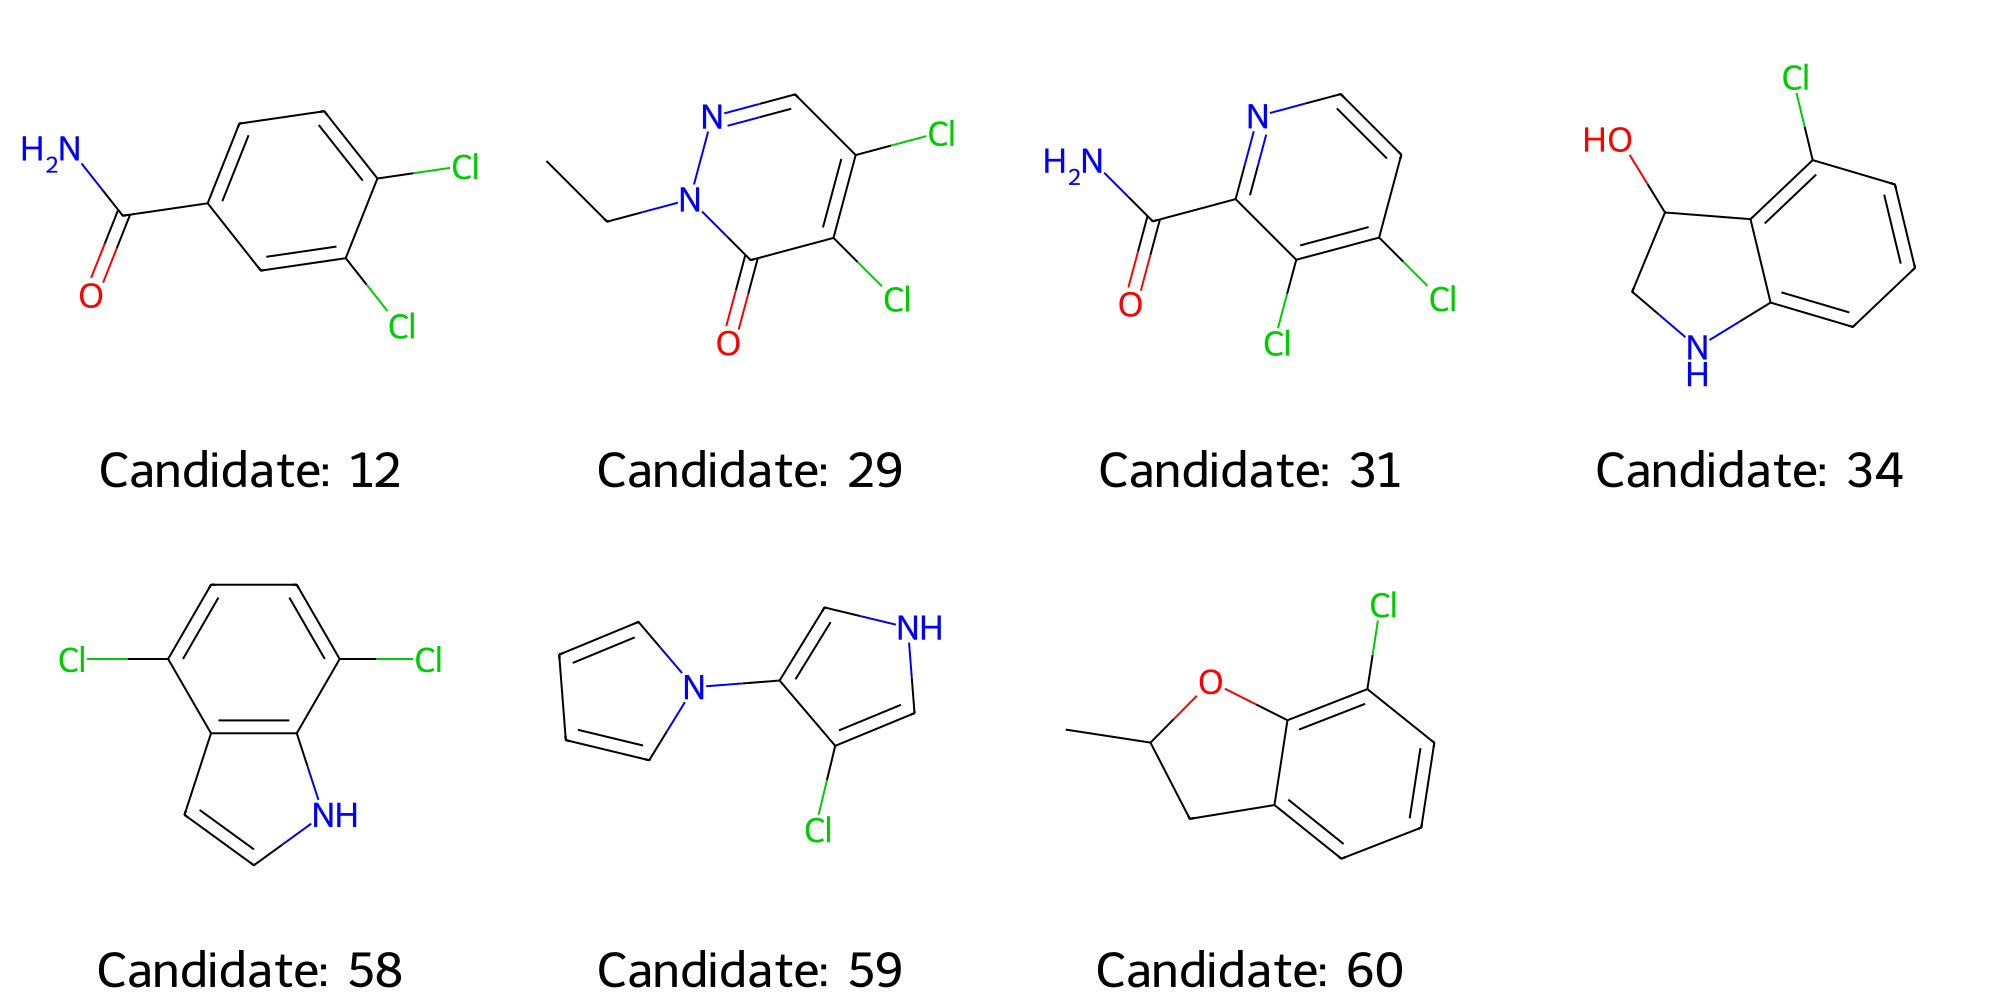 H2N
O
Cl
Cl
N
N
O
Cl
Cl
H2N
N
O
Cl
Cl
HO
Cl
N
H
Candidate: 12
Candidate: 29
Candidate: 31
Candidate: 34
Cl
Cl
NH
N
NH
Cl
O
Cl
Candidate: 58
Candidate: 59
Candidate: 60